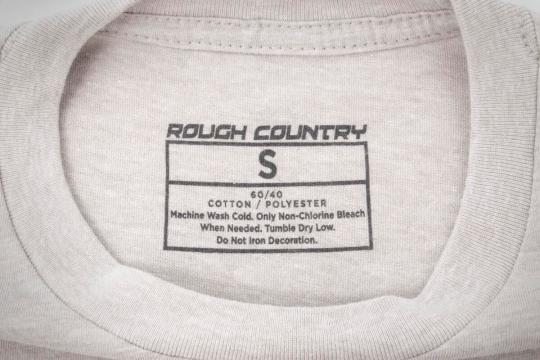 ROUGH COUNTRY
S
60/40
COTTON / POLYESTER
Machine Wash Cold. Only Non-Chlorine Bleach
When Needed. Tumble Dry Low.
Do Not Iron Decoration.